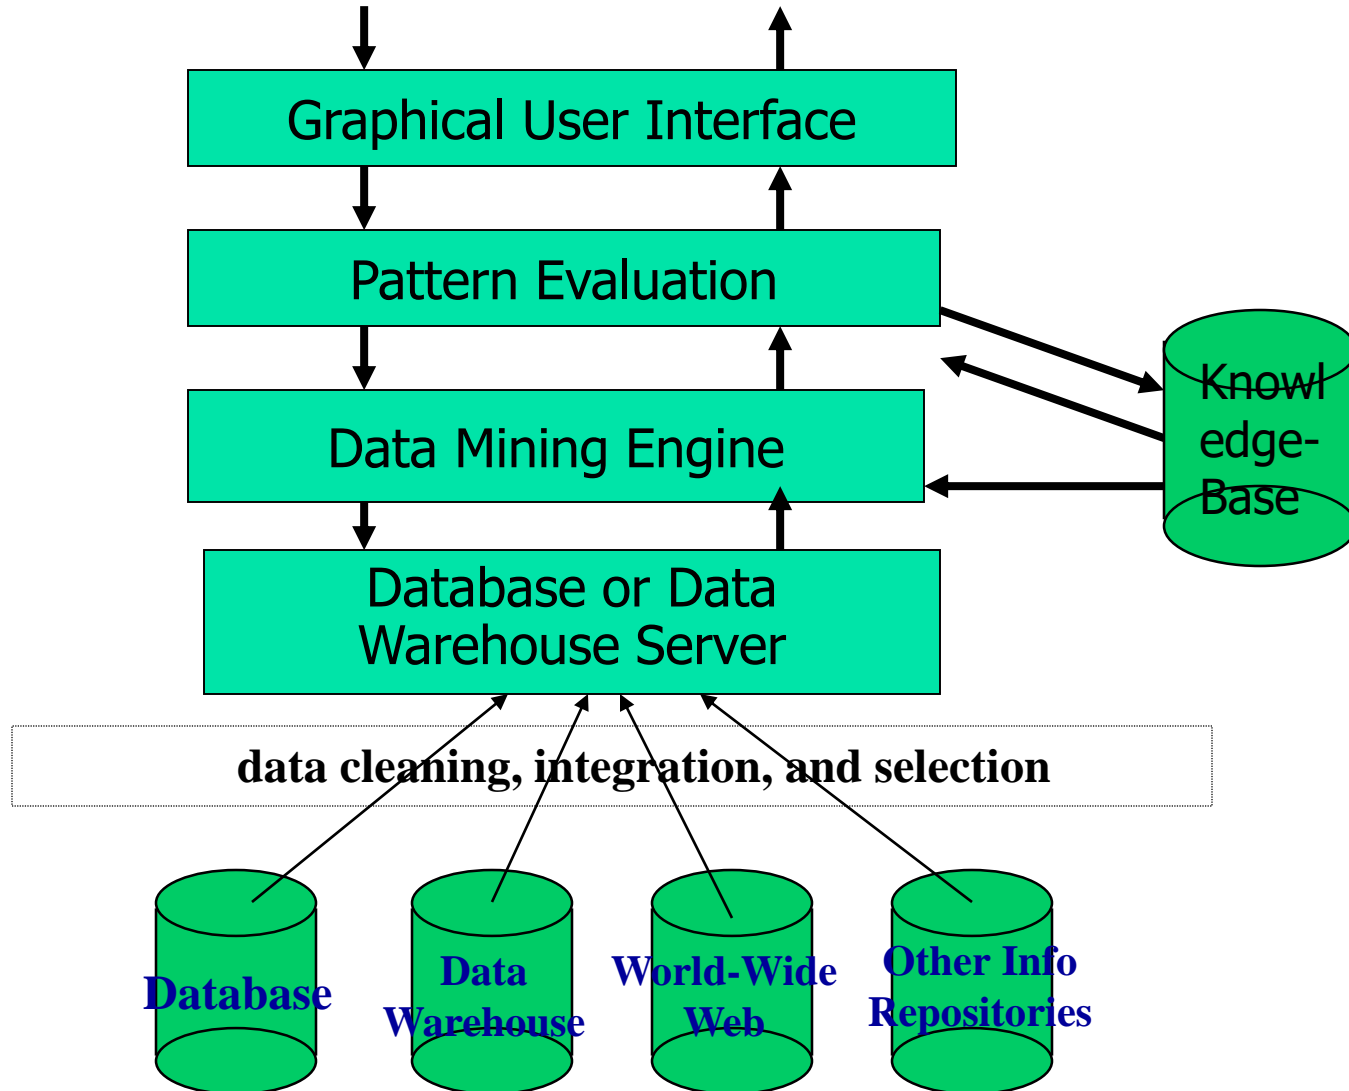 Graphical User Interface
Pattern Evaluation
Knowl
edge-
Base
Data Mining Engine
Database or Data
Warehouse Server
data cleaning, integration, and selection
Database
Data
Warehouse
World-Wide
Web
Other Info
Repositories